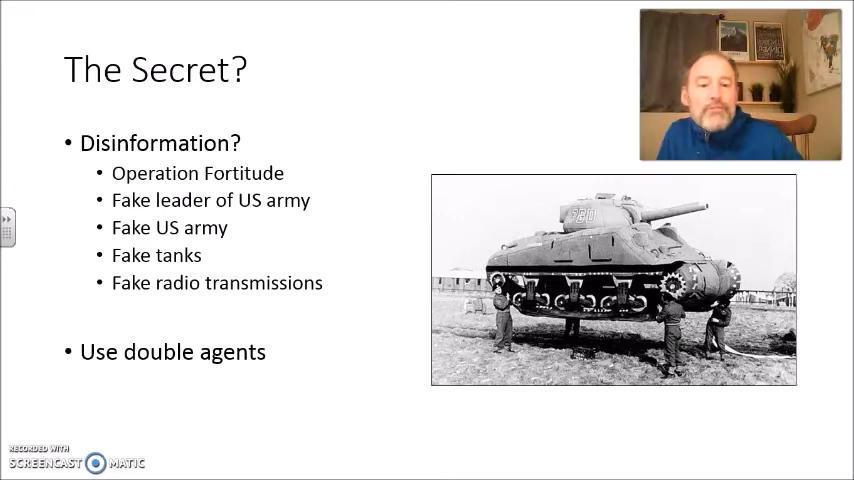 The Secret?
• Disinformation?
• Operation Fortitude
• Fake leader of US army
• Fake US army
• Fake tanks
• Fake radio transmissions
• Use double agents
RECORDED WITH
SCREENCAST MATIC